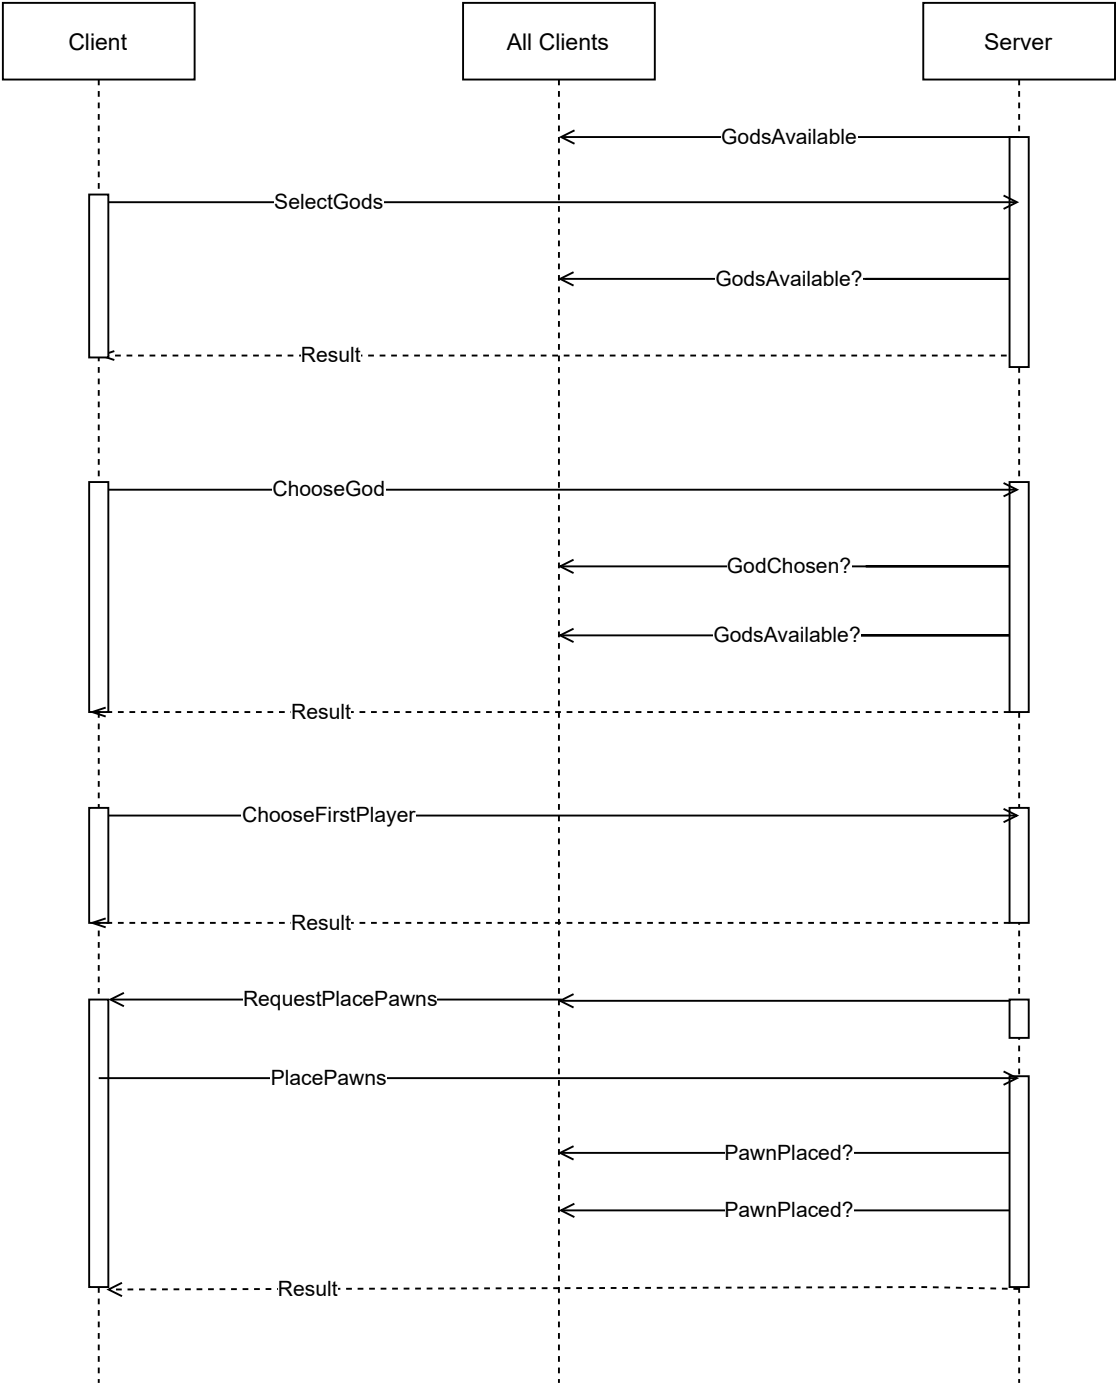 Client
All Clients
Server
GodsAvailable
SelectGods
GodsAvailable?
Result
ChooseGod
GodChosen?
GodsAvailable?
Result
ChooseFirstPlayer
Result
RequestPlacePawns
PlacePawns
PawnPlaced?
PawnPlaced?
Result